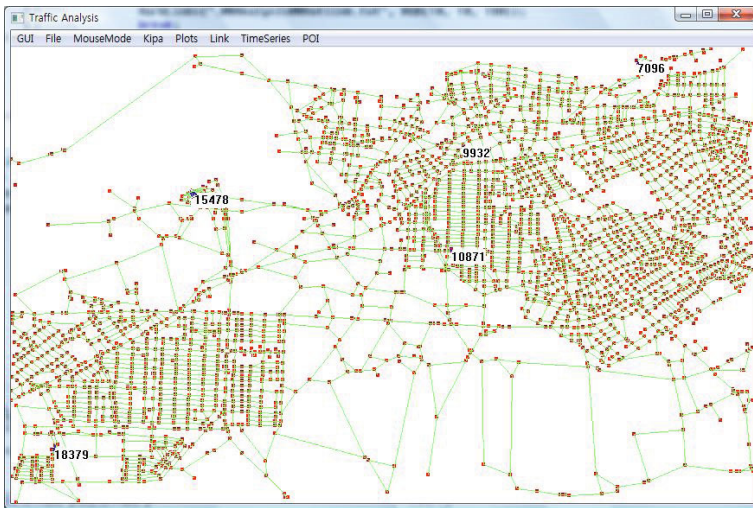 Traffic Analysis
GUI File MouseMode Kipa Plots Link TimeSeries POI
7096
9932
15478
10871
18379